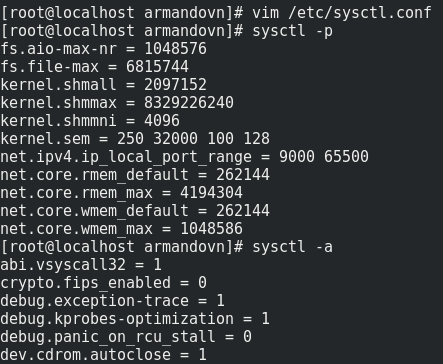 [root@localhost armandovn]# vim /etc/sysctl.conf
[root@localhost armandovn]# sysctl -p
fs.aio-max-nr = 1048576
fs.file-max = 6815744
kernel.shmall = 2097152
kernel.shmmax = 8329226240
kernel.shmmni = 4096
kernel.sem = 250 32000 100 128
net.ipv4.ip_local_port_range = 9000 65500
net.core.rmem_default = 262144
net.core.rmem_max = 4194304
net.core.wmem_default = 262144
net.core.wmem_max = 1048586
[root@localhost armandovn]# sysctl -a
abi.vsyscall32 = 1
crypto.fips_enabled = 0
debug.exception-trace = 1
debug.kprobes-optimization = 1
debug.panic_on_rcu_stall = 0
dev.cdrom.autoclose = 1